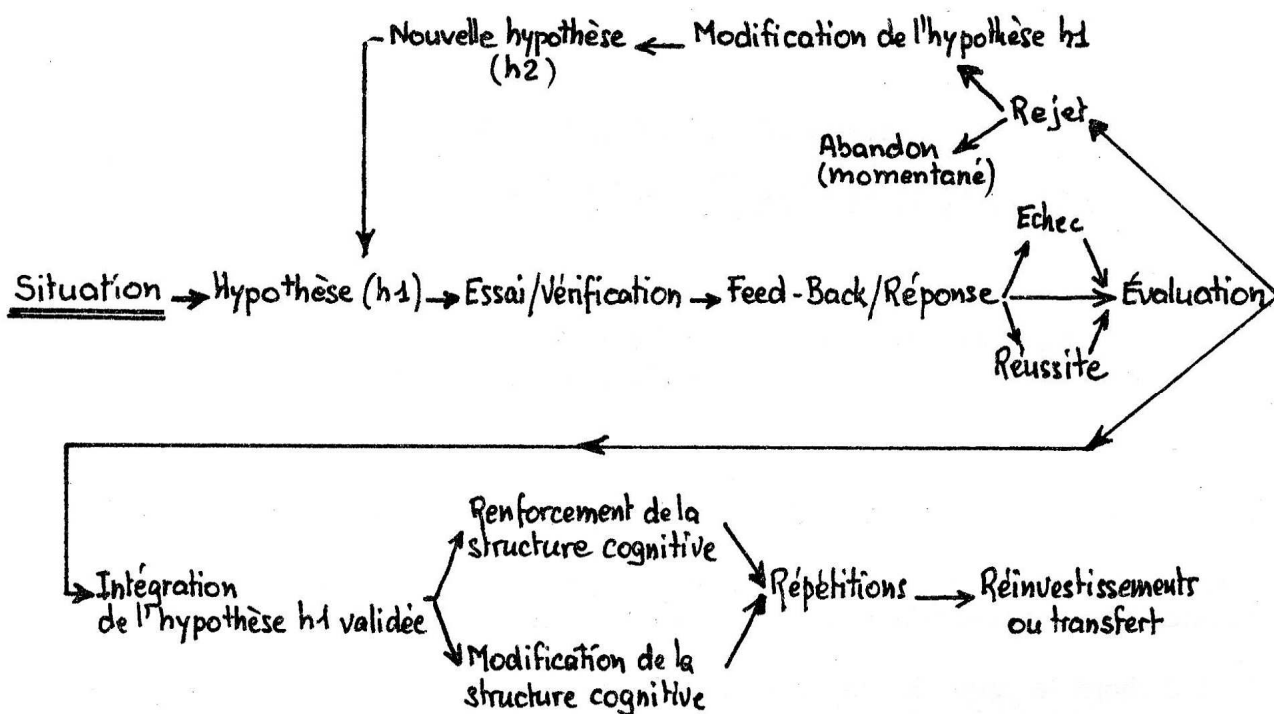 Nouvelle hypothèse ← Modification de l'hypothèse h1
(h2)
Rejet
Abandon
(momentané)
Echec
Situation → Hypothèse (h1) → Essai/Vérification → Feed-Back/Réponse → Évaluation
Réussite
Renforcement de la
structure cognitive
Intégration
de l'hypothèse h1 validée
Répétitions → Réinvestissements
ou transfert
Modification de la
structure cognitive